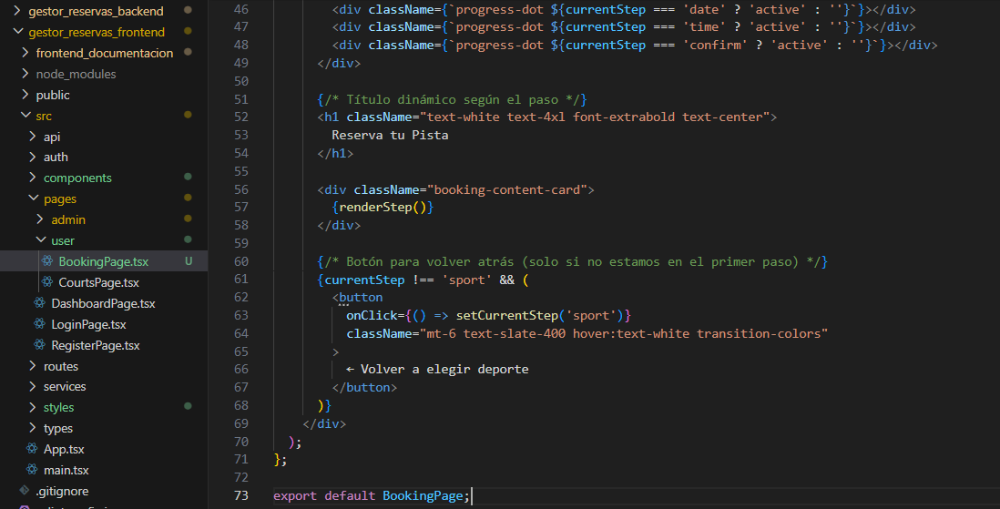 gestor_reservas_backend
gestor_reservas_frontend
frontend_documentacion
node_modules
public
src
api
auth
components
pages
admin
user
BookingPage.tsx U
CourtsPage.tsx
DashboardPage.tsx
LoginPage.tsx
RegisterPage.tsx
routes
services
styles
types
App.tsx
main.tsx
.gitignore
46 <div className={`progress-dot ${currentStep === 'date' ? 'active' : ''}`}></div>
47 <div className={`progress-dot ${currentStep === 'time' ? 'active' : ''}`}></div>
48 <div className={`progress-dot ${currentStep === 'confirm' ? 'active' : ''}`}></div>
49 </div>
50
51 {/* Título dinámico según el paso */}
52 <h1 className="text-white text-4xl font-extrabold text-center">
53 Reserva tu Pista
54 </h1>
55
56 <div className="booking-content-card">
57 {renderStep()}
58 </div>
59
60 {/* Botón para volver atrás (solo si no estamos en el primer paso) */}
61 {currentStep !== 'sport' && (
62 <button
63 onClick={() => setCurrentStep('sport')}
64 className="mt-6 text-slate-400 hover:text-white transition-colors"
65 >
66 ← Volver a elegir deporte
67 </button>
68 )}
69 </div>
70 );
71 };
72
73 export default BookingPage;